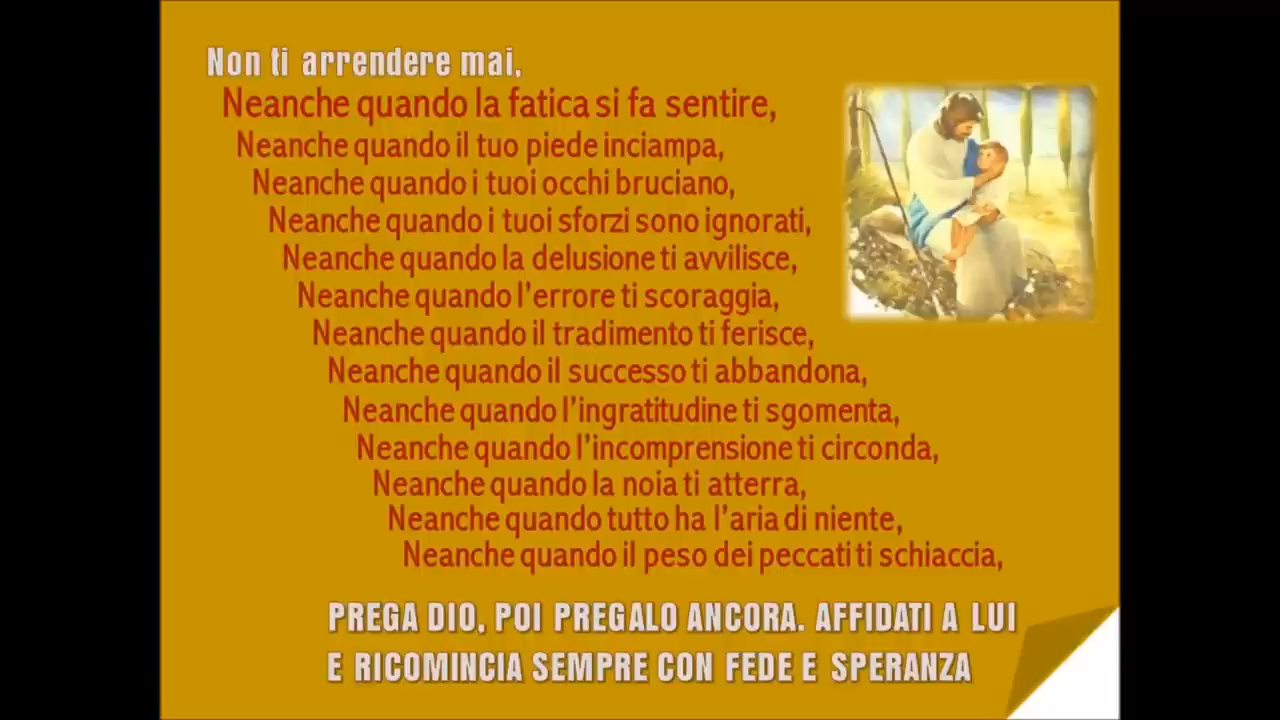 Non ti arrendere mai,
Neanche quando la fatica si fa sentire,
Neanche quando il tuo piede inciampa,
Neanche quando i tuoi occhi bruciano,
Neanche quando i tuoi sforzi sono ignorati,
Neanche quando la delusione ti avvilisce,
Neanche quando l'errore ti scoraggia,
Neanche quando il tradimento ti ferisce,
Neanche quando il successo ti abbandona,
Neanche quando l'ingratitudine ti sgomenta,
Neanche quando l'incomprensione ti circonda,
Neanche quando la noia ti atterra,
Neanche quando tutto ha l'aria di niente,
Neanche quando il peso dei peccati ti schiaccia,
PREGA DIO, POI PREGALO ANCORA. AFFIDATI A LUI
E RICOMINCIA SEMPRE CON FEDE E SPERANZA